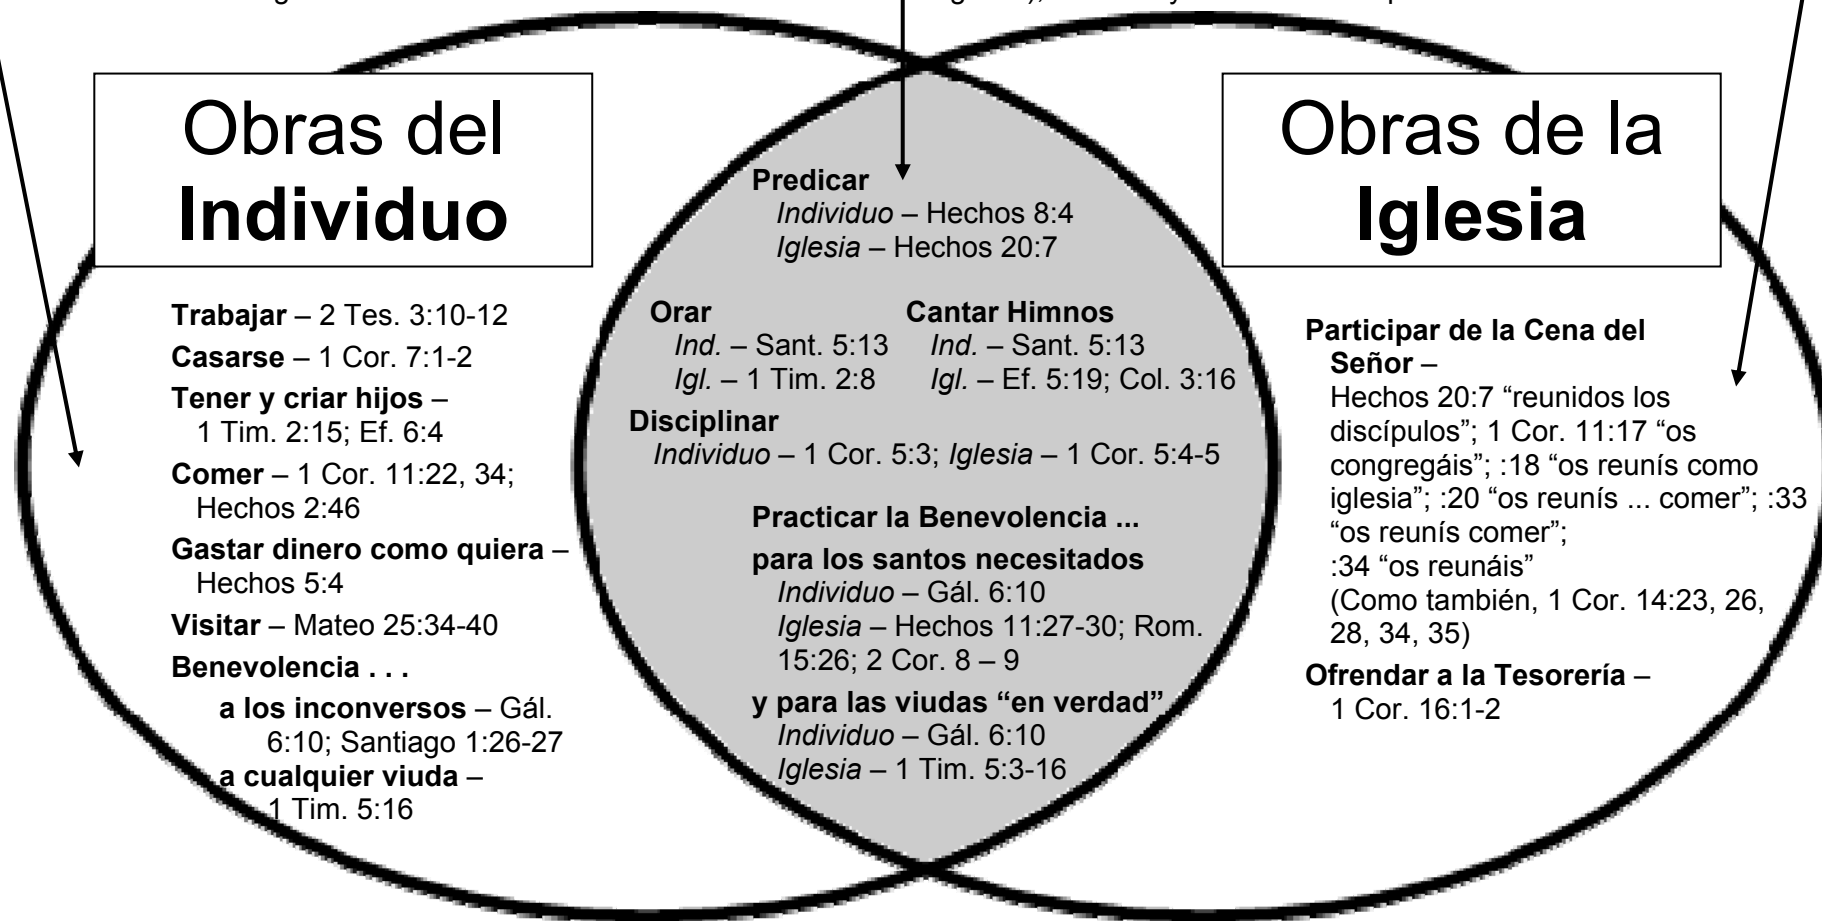 Obras del
Individuo
Trabajar – 2 Tes. 3:10-12
Casarse – 1 Cor. 7:1-2
Tener y criar hijos –
1 Tim. 2:15; Ef. 6:4
Comer – 1 Cor. 11:22, 34;
Hechos 2:46
Gastar dinero como quiera –
Hechos 5:4
Visitar – Mateo 25:34-40
Benevolencia . . .
a los inconversos – Gál.
6:10; Santiago 1:26-27
a cualquier viuda –
1 Tim. 5:16
Predicar
Individuo – Hechos 8:4
Iglesia – Hechos 20:7
Orar
Ind. – Sant. 5:13
Igl. – 1 Tim. 2:8
Cantar Himnos
Ind. – Sant. 5:13
Igl. – Ef. 5:19; Col. 3:16
Disciplinar
Individuo – 1 Cor. 5:3; Iglesia – 1 Cor. 5:4-5
Practicar la Benevolencia ...
para los santos necesitados
Individuo – Gál. 6:10
Iglesia – Hechos 11:27-30; Rom.
15:26; 2 Cor. 8 – 9
y para las viudas “en verdad”
Individuo – Gál. 6:10
Iglesia – 1 Tim. 5:3-16
Obras de la
Iglesia
Participar de la Cena del
Señor –
Hechos 20:7 “reunidos los
discípulos”; 1 Cor. 11:17 “os
congregáis”; :18 “os reunís como
iglesia”; :20 “os reunís ... comer”; :33
“os reunís comer”;
:34 “os reunáis”
(Como también, 1 Cor. 14:23, 26,
28, 34, 35)
Ofrendar a la Tesorería –
1 Cor. 16:1-2